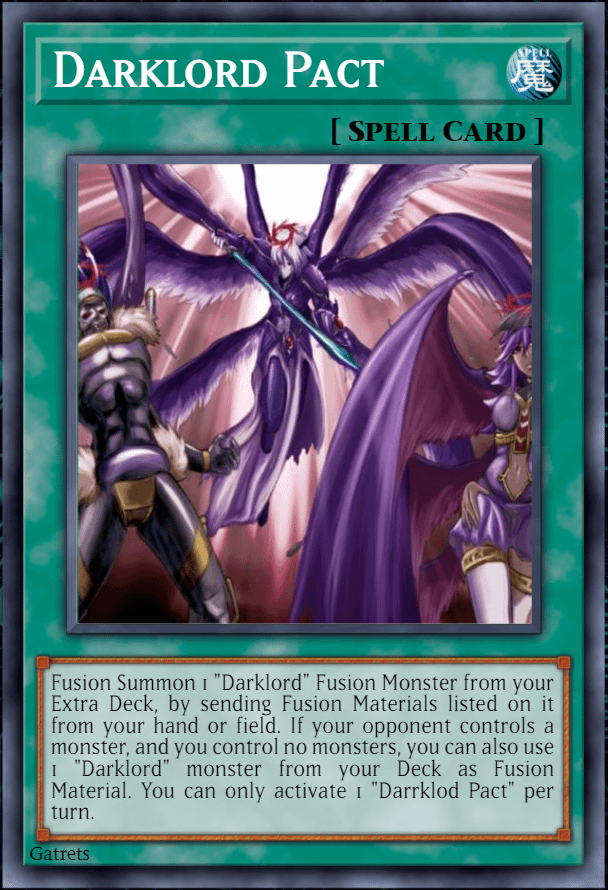 Darklord Pact
SPELL
魔
[ Spell Card ]
Fusion Summon 1 "Darklord" Fusion Monster from your
Extra Deck, by sending Fusion Materials listed on it
from your hand or field. If your opponent controls a
monster, and you control no monsters, you can also use
1 "Darklord" monster from your Deck as Fusion
Material. You can only activate 1 "Darrklod Pact" per
turn.
Gatrets